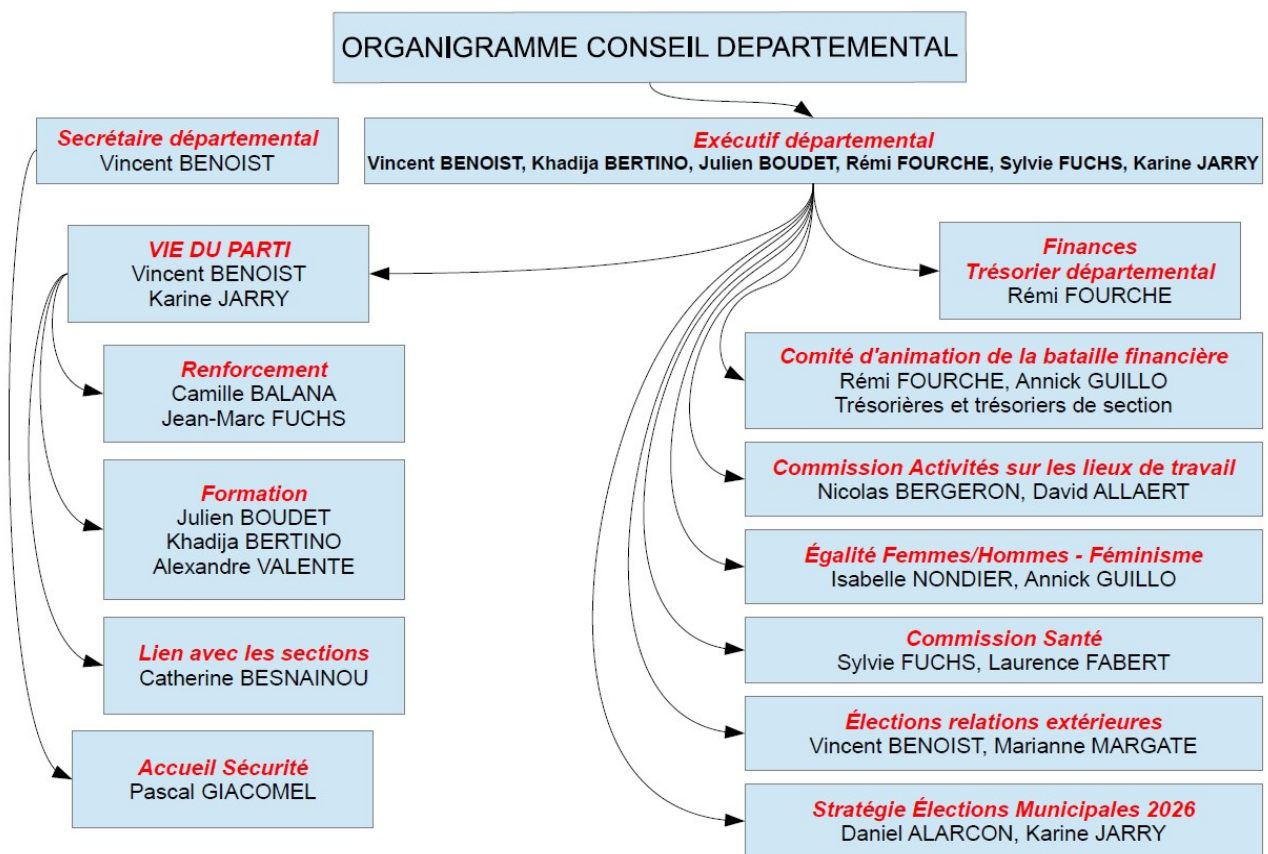 ORGANIGRAMME CONSEIL DEPARTEMENTAL
Secrétaire départemental
Vincent BENOIST
Exécutif départemental
Vincent BENOIST, Khadija BERTINO, Julien BOUDET, Rémi FOURCHE, Sylvie FUCHS, Karine JARRY
VIE DU PARTI
Vincent BENOIST
Karine JARRY
Renforcement
Camille BALANA
Jean-Marc FUCHS
Formation
Julien BOUDET
Khadija BERTINO
Alexandre VALENTE
Lien avec les sections
Catherine BESNAINOU
Accueil Sécurité
Pascal GIACOMEL
Finances
Trésorier départemental
Rémi FOURCHE
Comité d'animation de la bataille financière
Rémi FOURCHE, Annick GUILLO
Trésorières et trésoriers de section
Commission Activités sur les lieux de travail
Nicolas BERGERON, David ALLAERT
Égalité Femmes/Hommes - Féminisme
Isabelle NONDIER, Annick GUILLO
Commission Santé
Sylvie FUCHS, Laurence FABERT
Élections relations extérieures
Vincent BENOIST, Marianne MARGATE
Stratégie Élections Municipales 2026
Daniel ALARCON, Karine JARRY